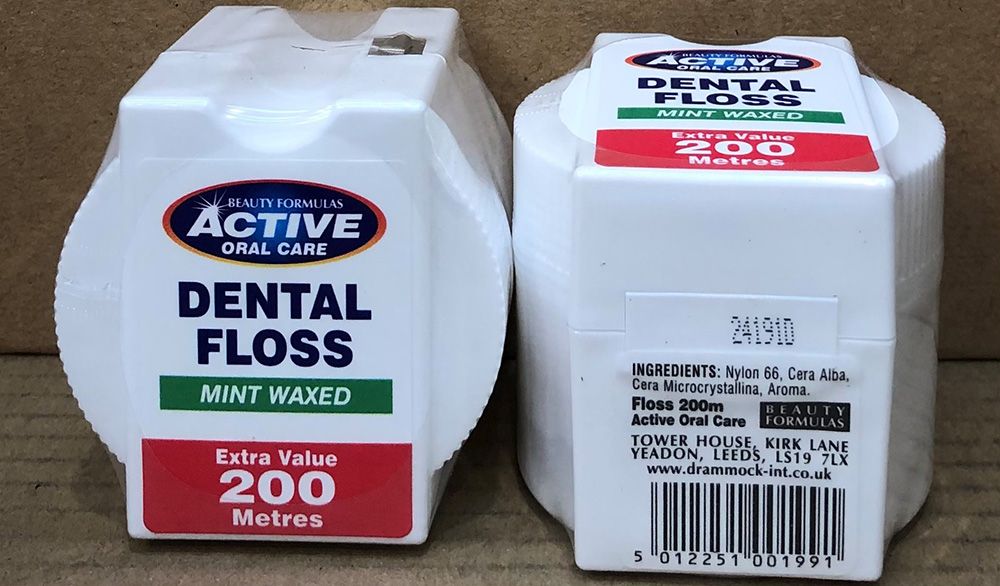 BEAUTY FORMULAS
ACTIVE
ORAL CARE
DENTAL
FLOSS
MINT WAXED
Extra Value
200
Metres
BEAUTY FORMULAS
ACTIVE
ORAL CARE
DENTAL
FLOSS
MINT WAXED
Extra Value
200
Metres
24191D
INGREDIENTS: Nylon 66, Cera Alba,
Cera Microcrystallina, Aroma.
Floss 200m
Active Oral Care
BEAUTY
FORMULAS
TOWER HOUSE, KIRK LANE
YEADON, LEEDS, LS19 7LX
www.drammock-int.co.uk
5 012251 001991